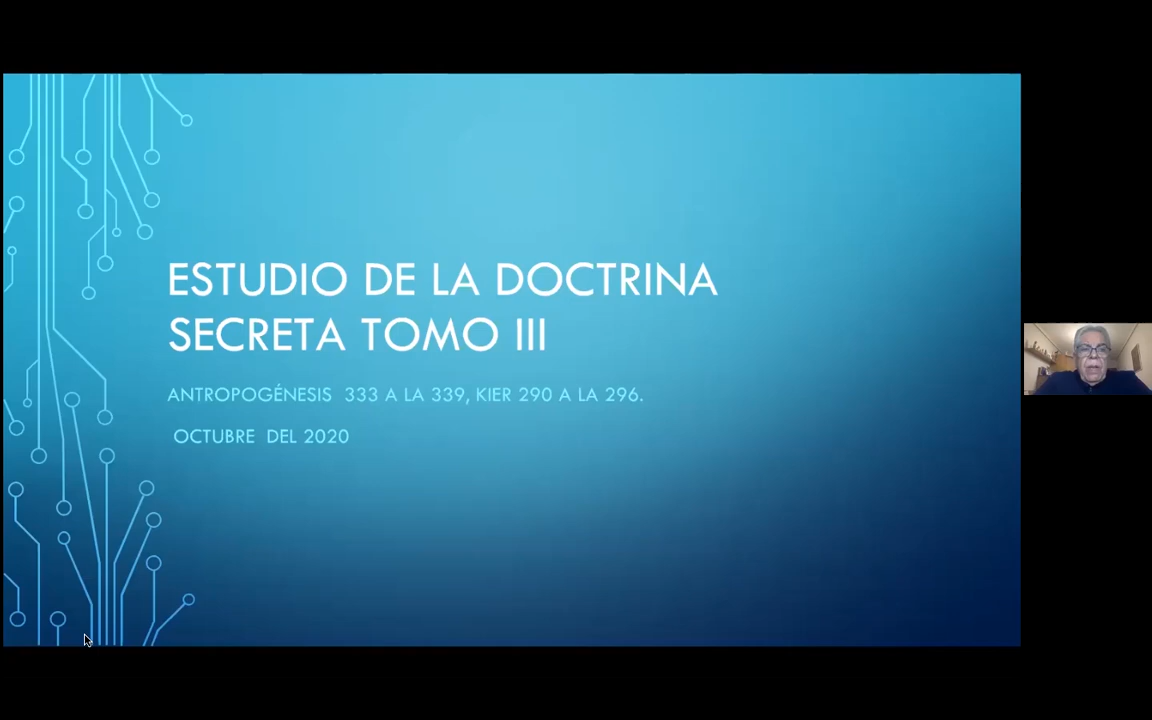 ESTUDIO DE LA DOCTRINA
SECRETA TOMO III
ANTROPOGÉNESIS 333 A LA 339, KIER 290 A LA 296.
OCTUBRE DEL 2020